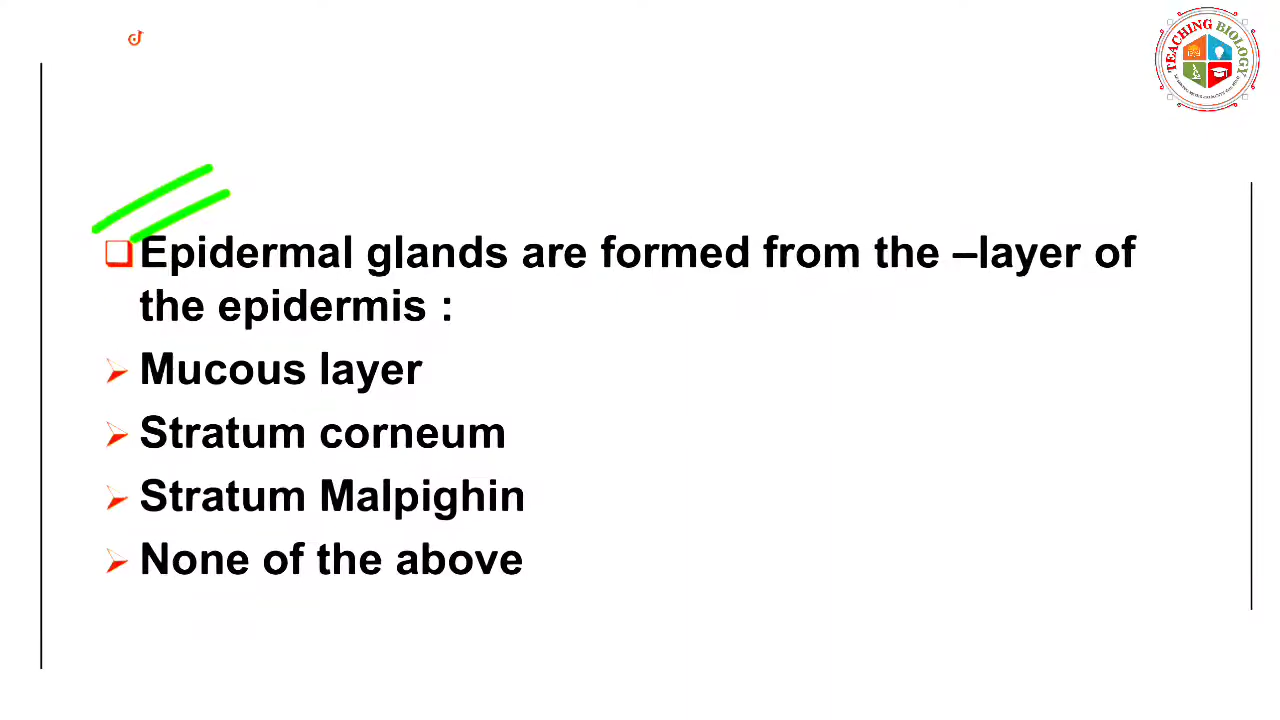 TEACHING BIOLOGY
Epidermal glands are formed from the –layer of
the epidermis :
Mucous layer
Stratum corneum
Stratum Malpighin
None of the above